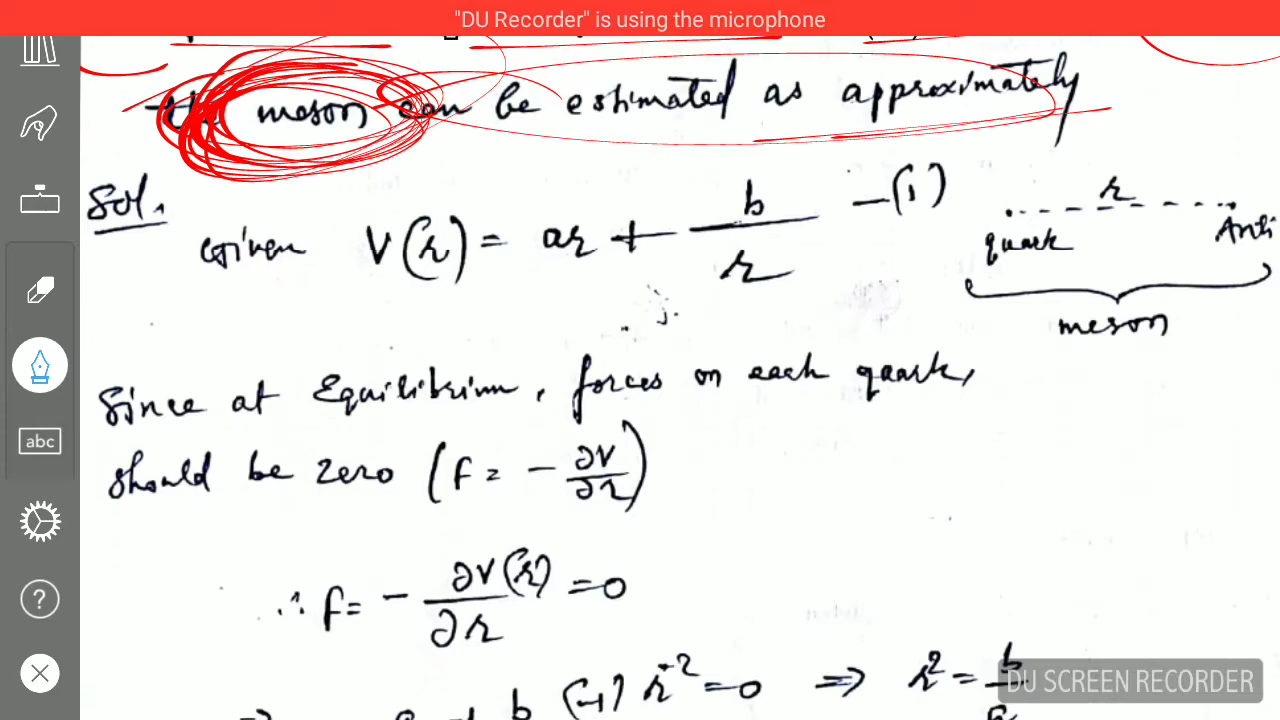 "DU Recorder" is using the microphone
the meson can be estimated as approximately
Sol.
Given V(r) = ar + b/r —(1)
r
quark Anti
meson
Since at Equilibrium, forces on each quark,
should be zero (F = - ∂V/∂r)
abc
∴ F = - ∂V(r)/∂r = 0
?
b (-1) r^-2 = 0 ⇒ r² = b
⇒
DU SCREEN RECORDER